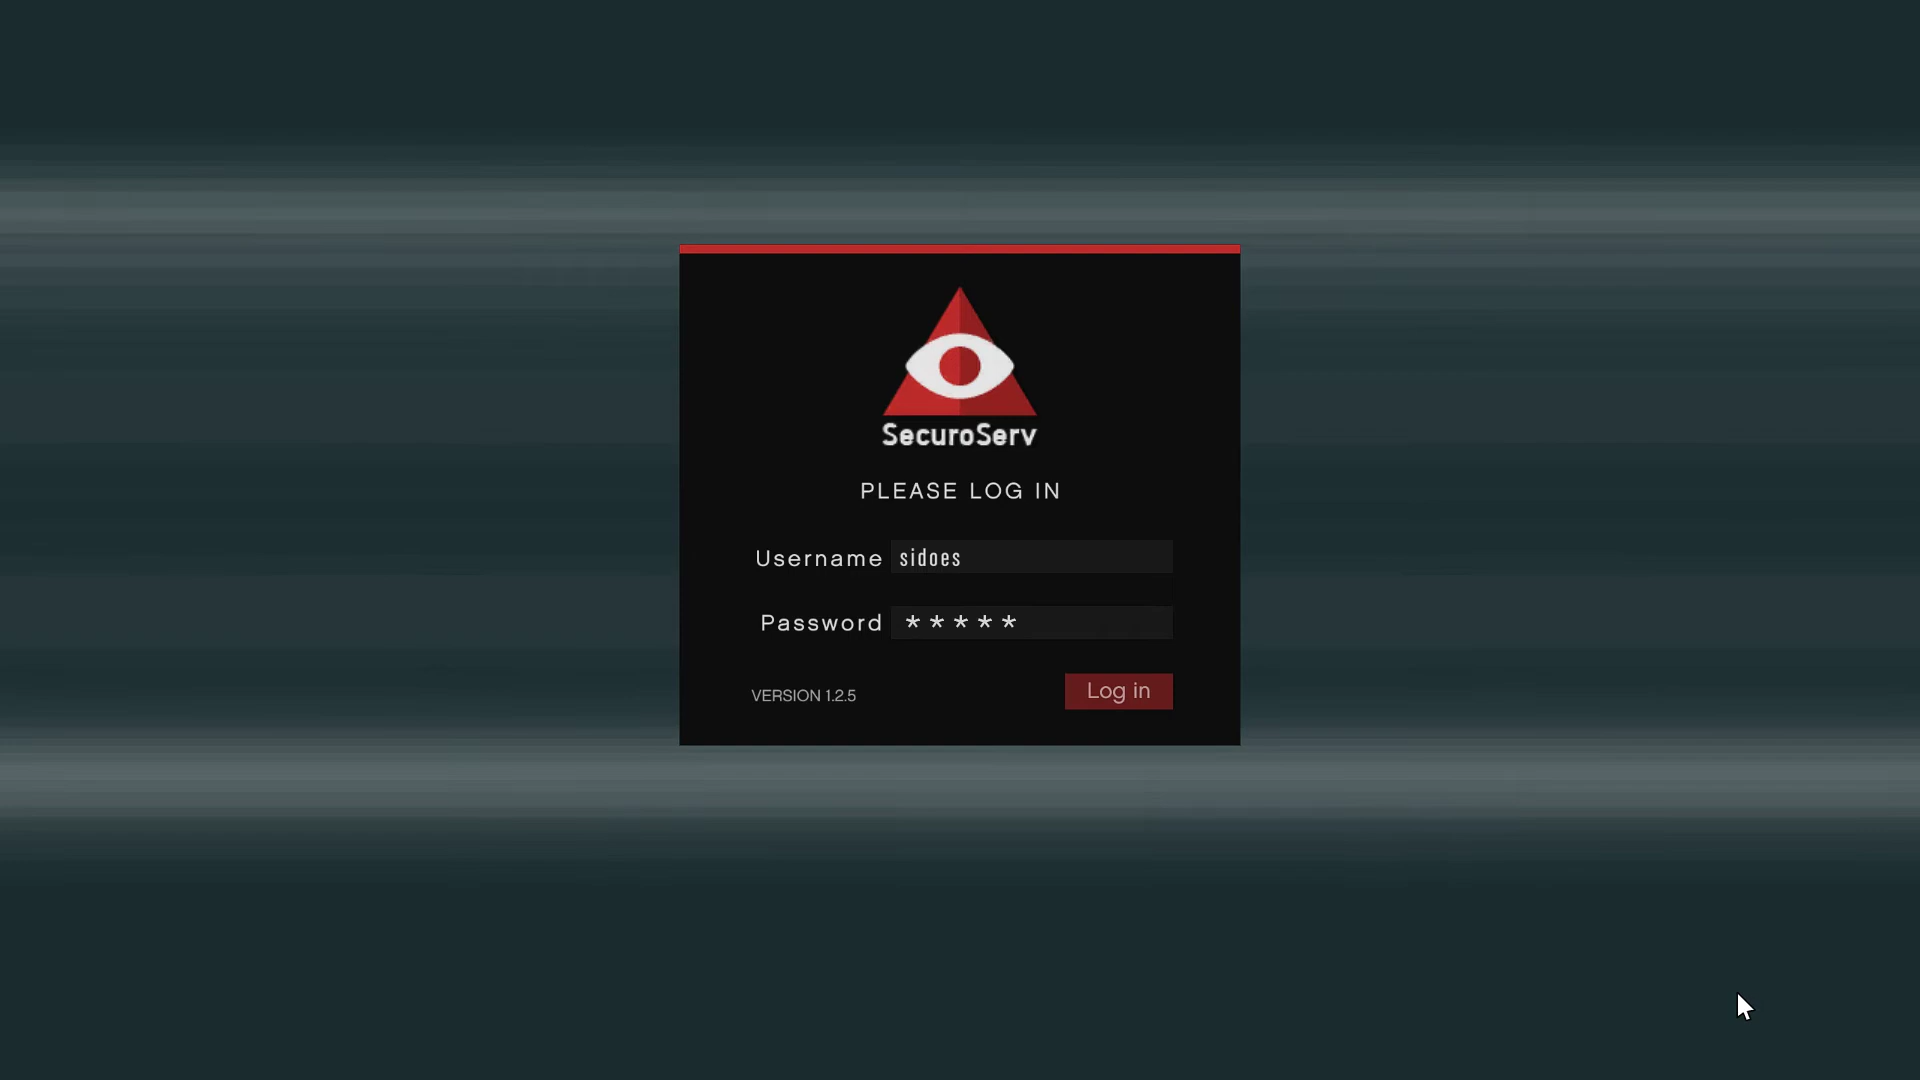 SecuroServ
PLEASE LOG IN
Username sidoes
Password *****
VERSION 1.2.5
Log in